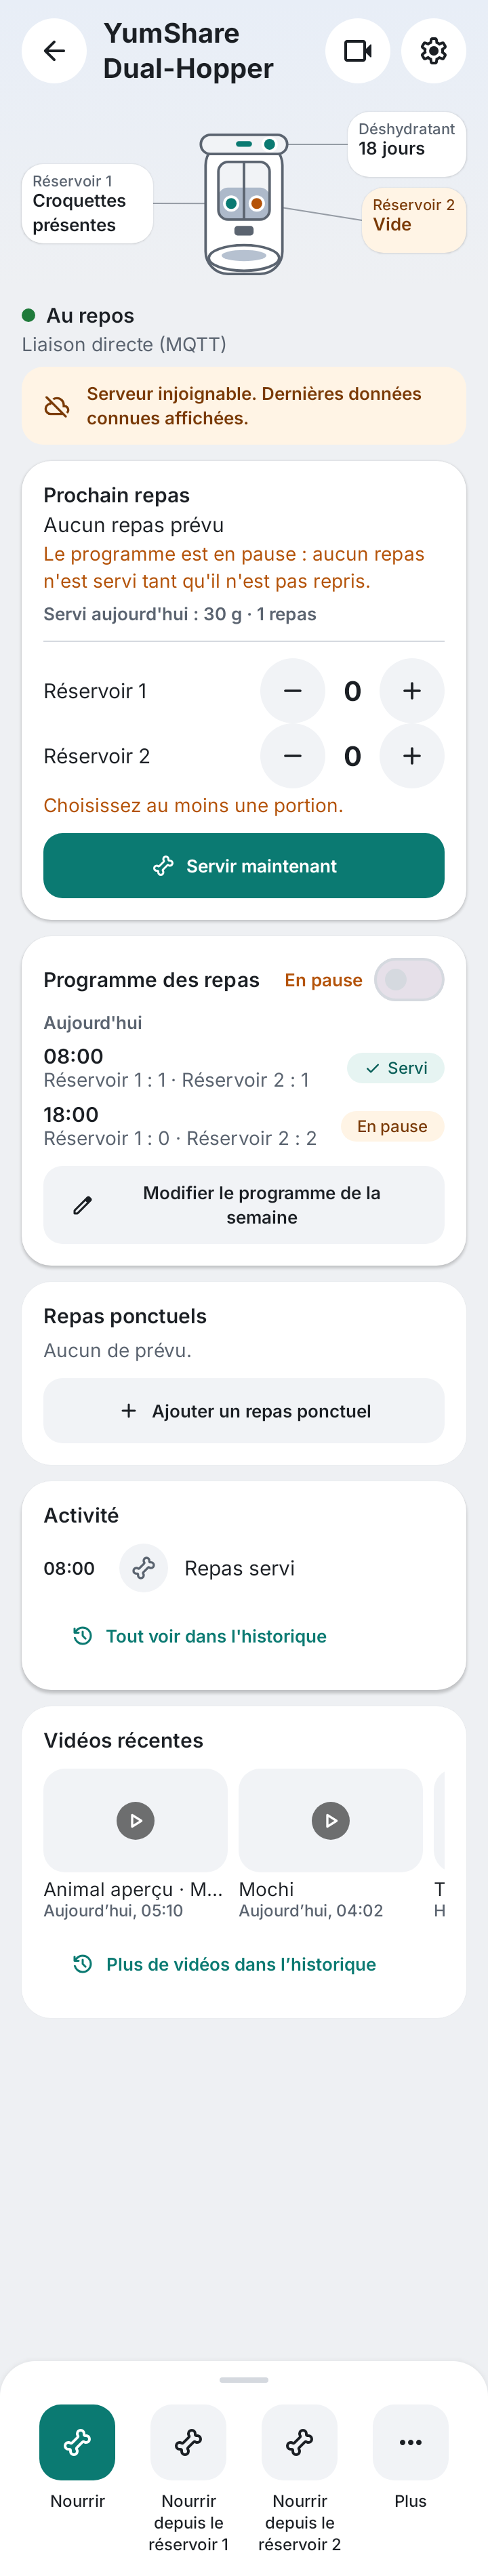 YumShare
Dual-Hopper
Déshydratant
18 jours
Réservoir 1
Croquettes
présentes
Réservoir 2
Vide
Au repos
Liaison directe (MQTT)
Serveur injoignable. Dernières données
connues affichées.
Prochain repas
Aucun repas prévu
Le programme est en pause : aucun repas
n'est servi tant qu'il n'est pas repris.
Servi aujourd'hui : 30 g · 1 repas
Réservoir 1
0
Réservoir 2
0
Choisissez au moins une portion.
Servir maintenant
Programme des repas
En pause
Aujourd'hui
08:00
Réservoir 1 : 1 · Réservoir 2 : 1
Servi
18:00
Réservoir 1 : 0 · Réservoir 2 : 2
En pause
Modifier le programme de la
semaine
Repas ponctuels
Aucun de prévu.
Ajouter un repas ponctuel
Activité
08:00
Repas servi
Tout voir dans l'historique
Vidéos récentes
Animal aperçu · M…
Aujourd’hui, 05:10
Mochi
Aujourd’hui, 04:02
T
H
Plus de vidéos dans l’historique
Nourrir
Nourrir
depuis le
réservoir 1
Nourrir
depuis le
réservoir 2
Plus